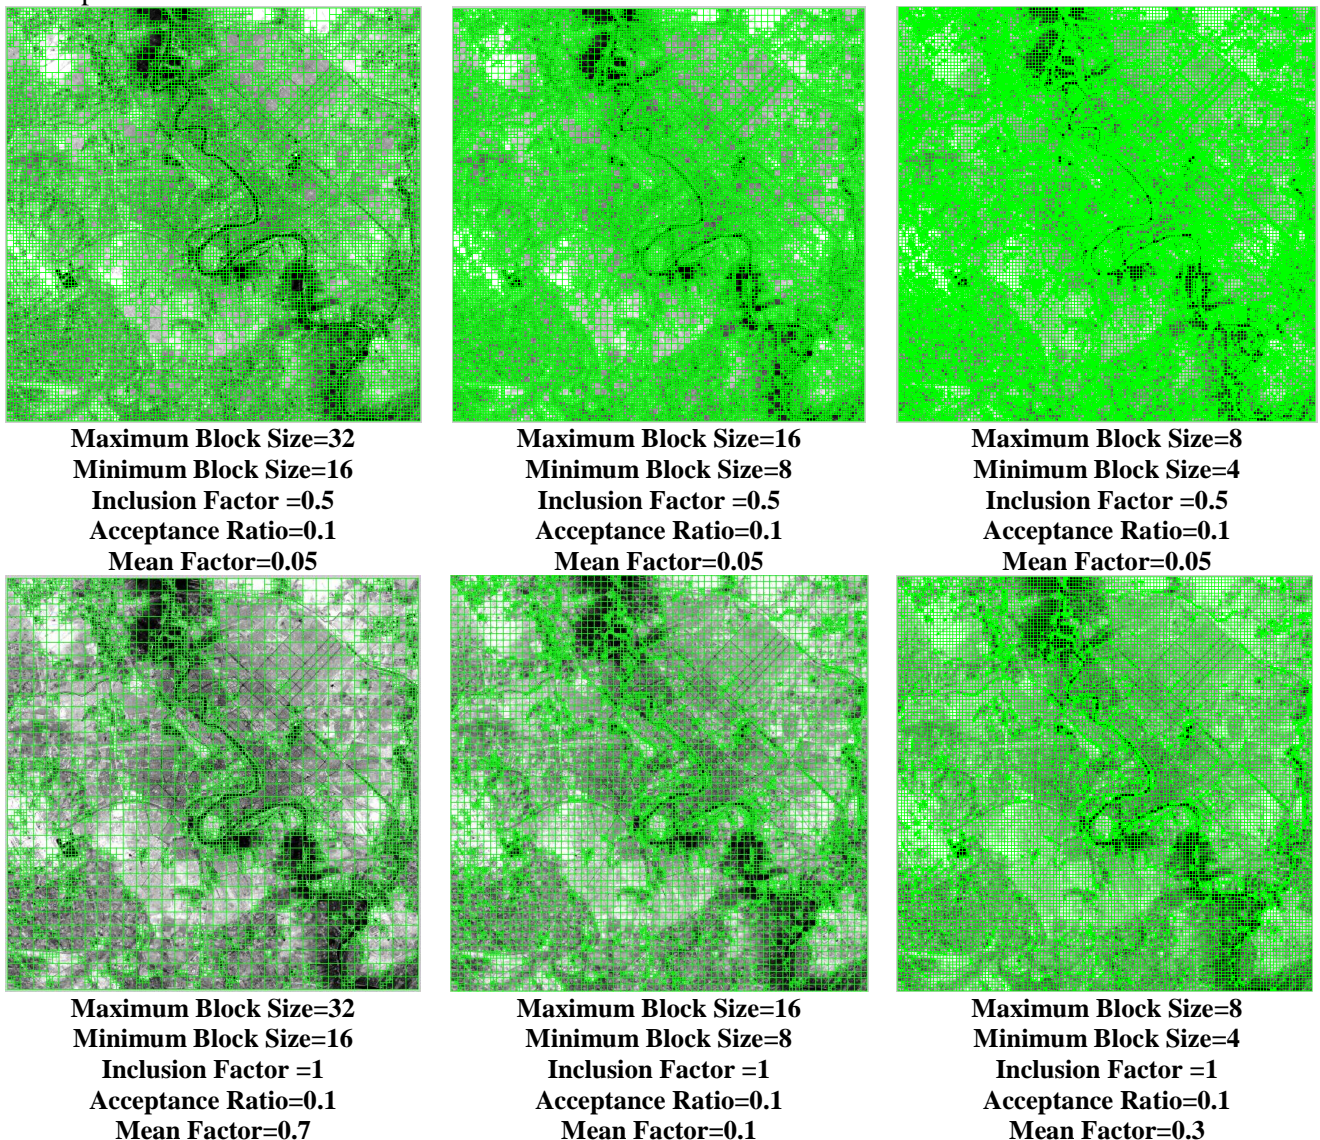 Maximum Block Size=32
Minimum Block Size=16
Inclusion Factor =0.5
Acceptance Ratio=0.1
Mean Factor=0.05
Maximum Block Size=16
Minimum Block Size=8
Inclusion Factor =0.5
Acceptance Ratio=0.1
Mean Factor=0.05
Maximum Block Size=8
Minimum Block Size=4
Inclusion Factor =0.5
Acceptance Ratio=0.1
Mean Factor=0.05
Maximum Block Size=32
Minimum Block Size=16
Inclusion Factor =1
Acceptance Ratio=0.1
Mean Factor=0.7
Maximum Block Size=16
Minimum Block Size=8
Inclusion Factor =1
Acceptance Ratio=0.1
Mean Factor=0.1
Maximum Block Size=8
Minimum Block Size=4
Inclusion Factor =1
Acceptance Ratio=0.1
Mean Factor=0.3